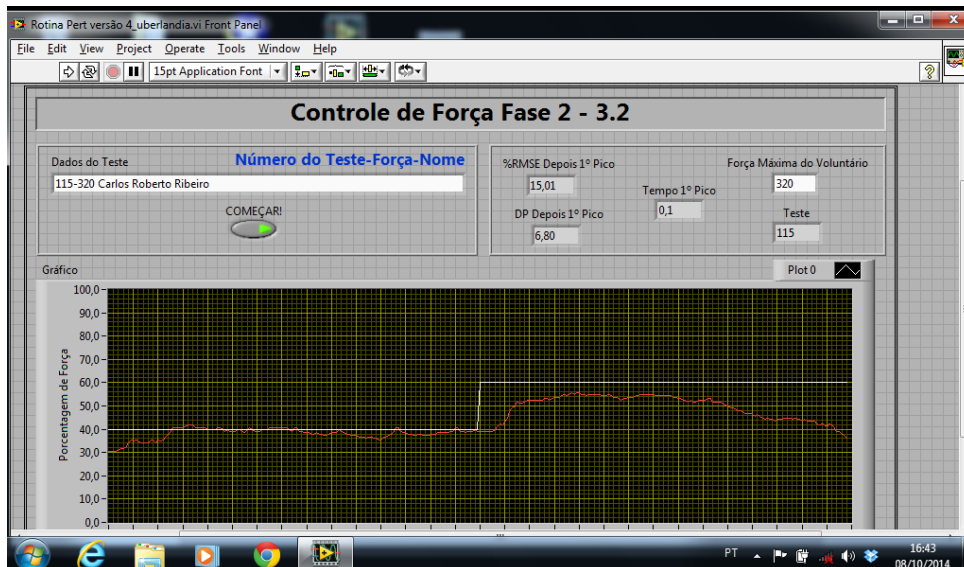 Rotina Pert versão 4_uberlandia.vi Front Panel
File Edit View Project Operate Tools Window Help
15pt Application Font
Controle de Força Fase 2 - 3.2
Dados do Teste
Número do Teste-Força-Nome
115-320 Carlos Roberto Ribeiro
COMEÇAR!
%RMSE Depois 1º Pico
15,01
DP Depois 1º Pico
6,80
Tempo 1º Pico
0,1
Força Máxima do Voluntário
320
Teste
115
Gráfico
Plot 0
Porcentagem de Força
100,0
90,0
80,0
70,0
60,0
50,0
40,0
30,0
20,0
10,0
0,0
PT
16:43
08/10/2014